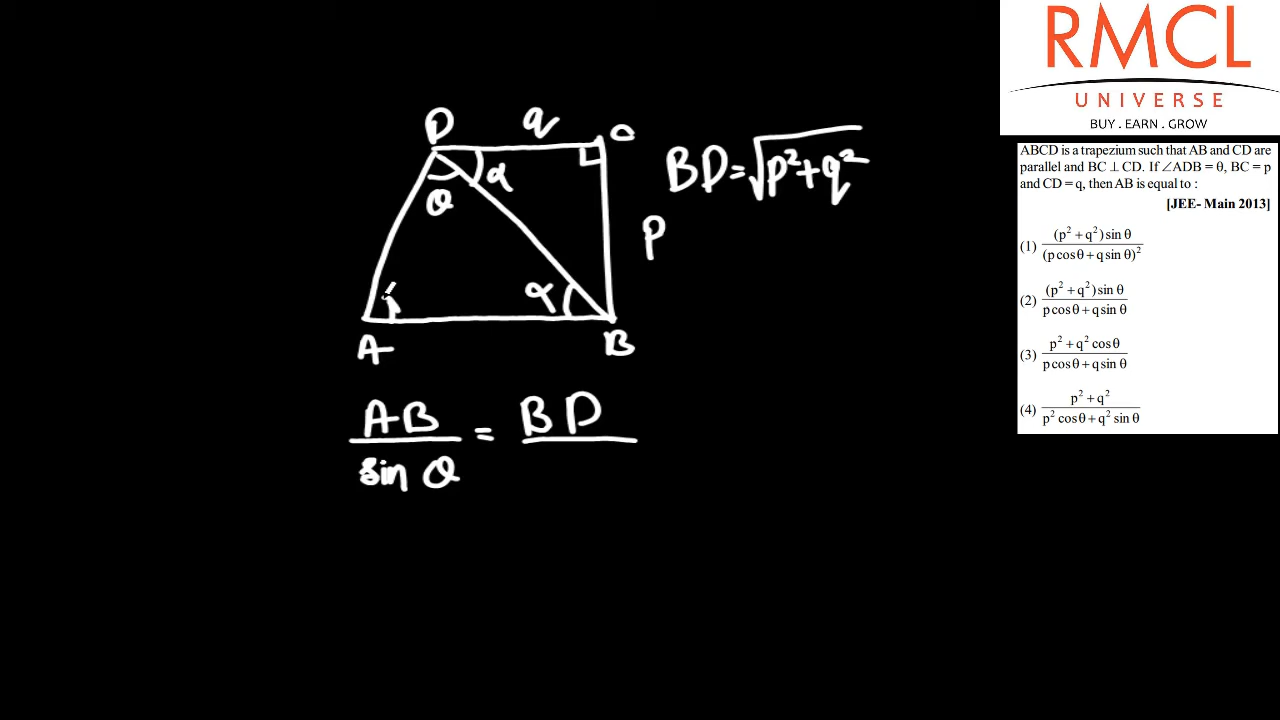 RMCL
UNIVERSE
BUY . EARN . GROW
ABCD is a trapezium such that AB and CD are
parallel and BC ⊥ CD. If ∠ADB = θ, BC = p
and CD = q, then AB is equal to :
[JEE- Main 2013]
(1) (p² + q²) sin θ / (p cos θ + q sin θ)²
(2) (p² + q²) sin θ / p cos θ + q sin θ
(3) p² + q² cos θ / p cos θ + q sin θ
(4) p² + q² / p² cos θ + q² sin θ
D q C
α
θ
BD = √p² + q²
P
α
A B
AB / sin θ = BD